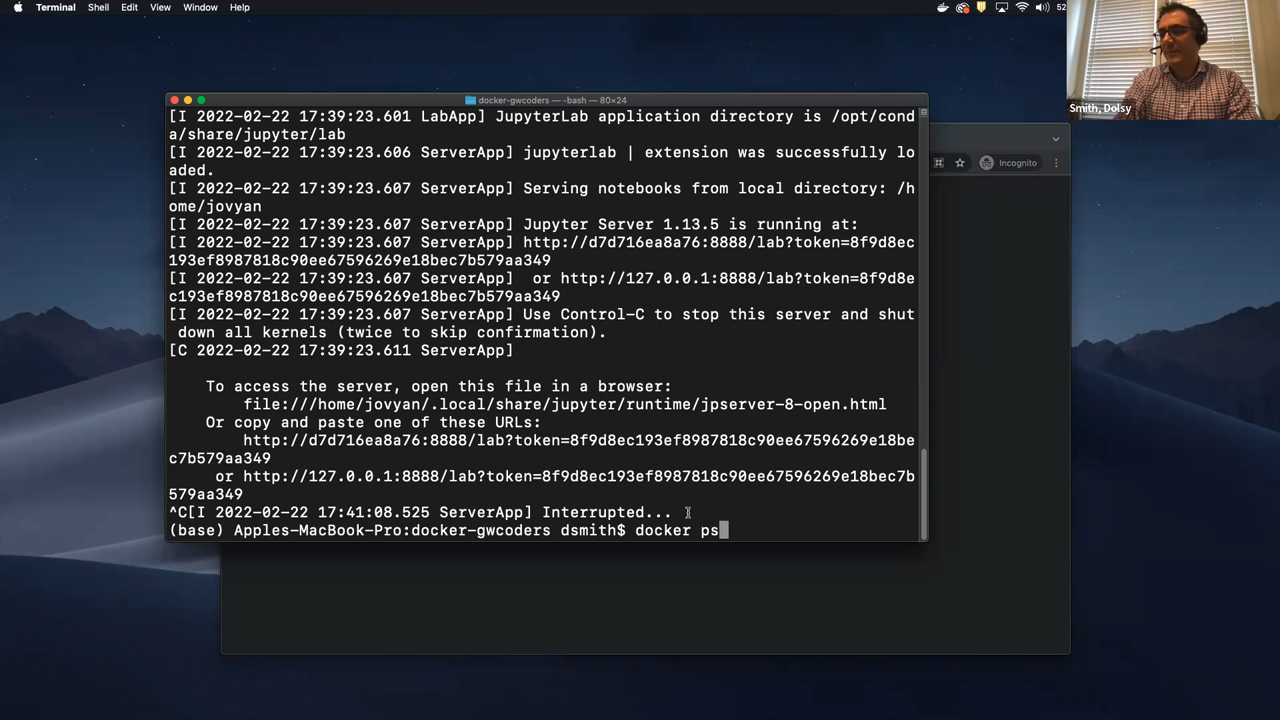 Terminal Shell Edit View Window Help
52
Smith, Dolsy
docker-gwcoders — -bash — 80×24
Incognito
[I 2022-02-22 17:39:23.601 LabApp] JupyterLab application directory is /opt/cond
a/share/jupyter/lab
[I 2022-02-22 17:39:23.606 ServerApp] jupyterlab | extension was successfully lo
aded.
[I 2022-02-22 17:39:23.607 ServerApp] Serving notebooks from local directory: /h
ome/jovyan
[I 2022-02-22 17:39:23.607 ServerApp] Jupyter Server 1.13.5 is running at:
[I 2022-02-22 17:39:23.607 ServerApp] http://d7d716ea8a76:8888/lab?token=8f9d8ec
193ef8987818c90ee67596269e18bec7b579aa349
[I 2022-02-22 17:39:23.607 ServerApp]  or http://127.0.0.1:8888/lab?token=8f9d8e
c193ef8987818c90ee67596269e18bec7b579aa349
[I 2022-02-22 17:39:23.607 ServerApp] Use Control-C to stop this server and shut
 down all kernels (twice to skip confirmation).
[C 2022-02-22 17:39:23.611 ServerApp]
To access the server, open this file in a browser:
file:///home/jovyan/.local/share/jupyter/runtime/jpserver-8-open.html
Or copy and paste one of these URLs:
http://d7d716ea8a76:8888/lab?token=8f9d8ec193ef8987818c90ee67596269e18be
c7b579aa349
or http://127.0.0.1:8888/lab?token=8f9d8ec193ef8987818c90ee67596269e18bec7b
579aa349
^C[I 2022-02-22 17:41:08.525 ServerApp] Interrupted...
(base) Apples-MacBook-Pro:docker-gwcoders dsmith$ docker ps